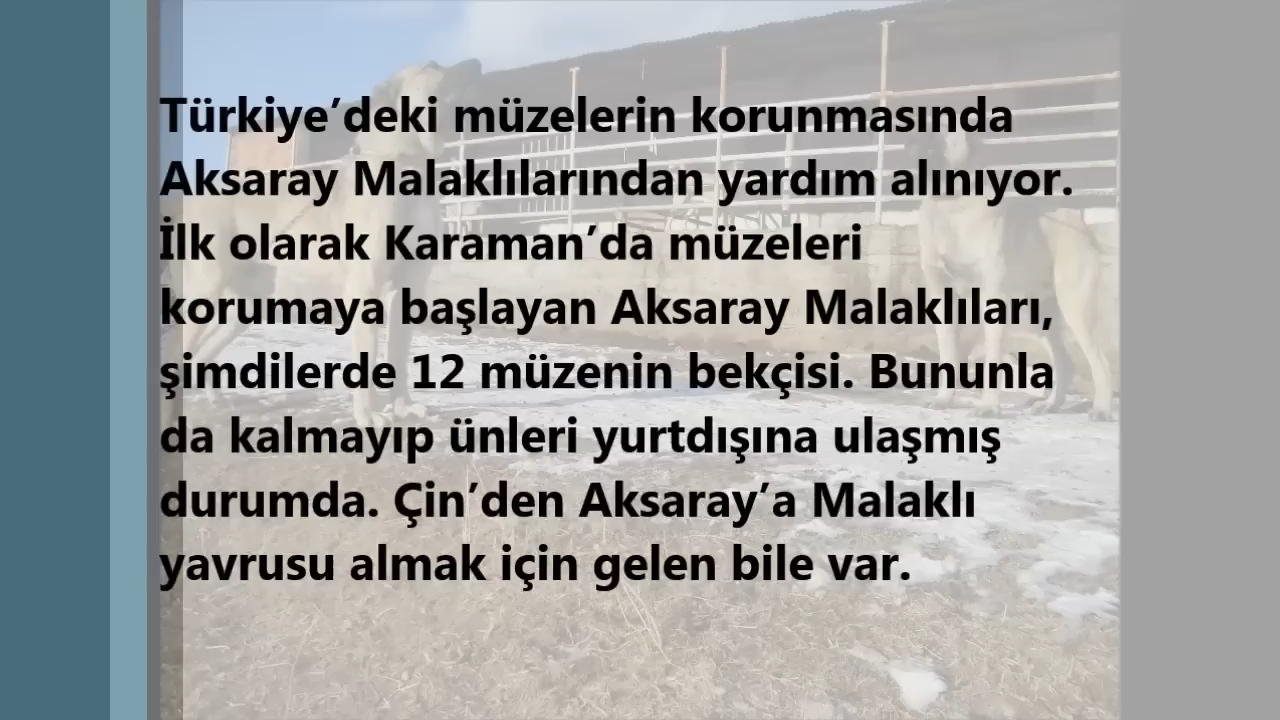 Türkiye’deki müzelerin korunmasında
Aksaray Malaklılarından yardım alınıyor.
İlk olarak Karaman’da müzeleri
korumaya başlayan Aksaray Malaklıları,
şimdilerde 12 müzenin bekçisi. Bununla
da kalmayıp ünleri yurtdışına ulaşmış
durumda. Çin’den Aksaray’a Malaklı
yavrusu almak için gelen bile var.